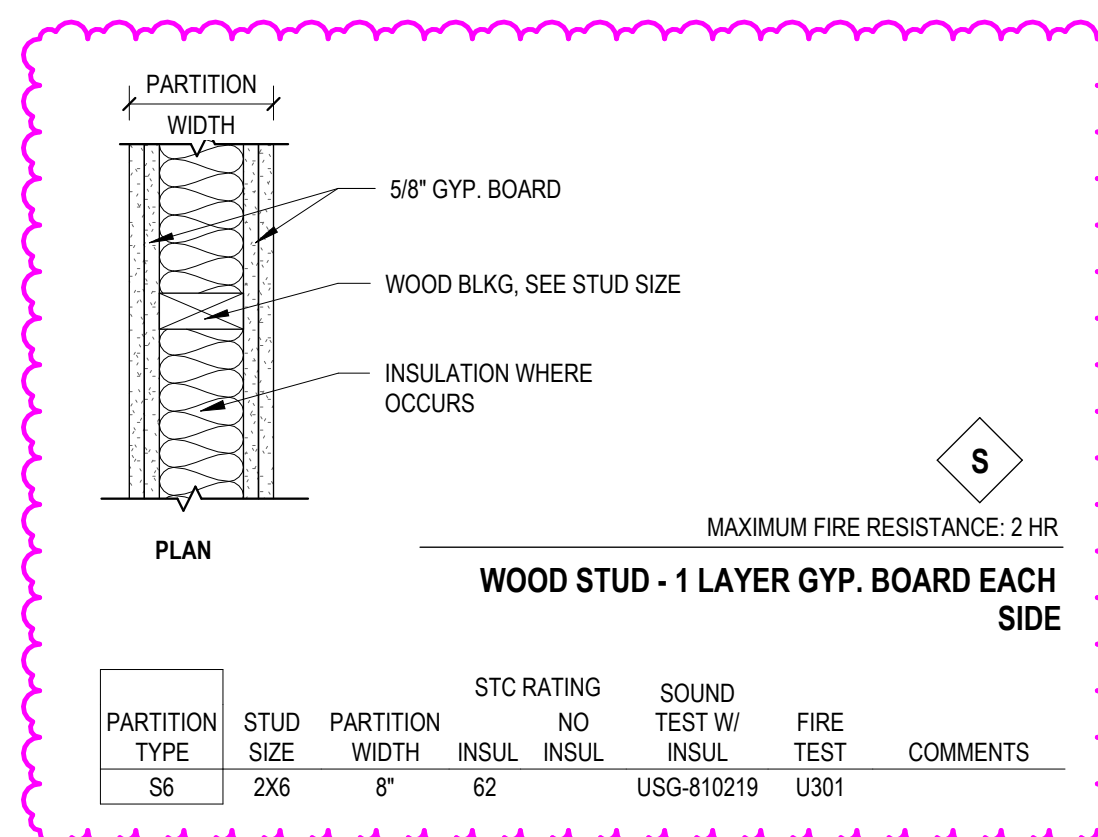 PARTITION
WIDTH
5/8" GYP. BOARD
WOOD BLKG, SEE STUD SIZE
INSULATION WHERE
OCCURS
PLAN
S
MAXIMUM FIRE RESISTANCE: 2 HR
WOOD STUD - 1 LAYER GYP. BOARD EACH
SIDE
STC RATING SOUND
PARTITION STUD PARTITION NO TEST W/ FIRE
TYPE SIZE WIDTH INSUL INSUL INSUL TEST COMMENTS
S6 2X6 8" 62 USG-810219 U301